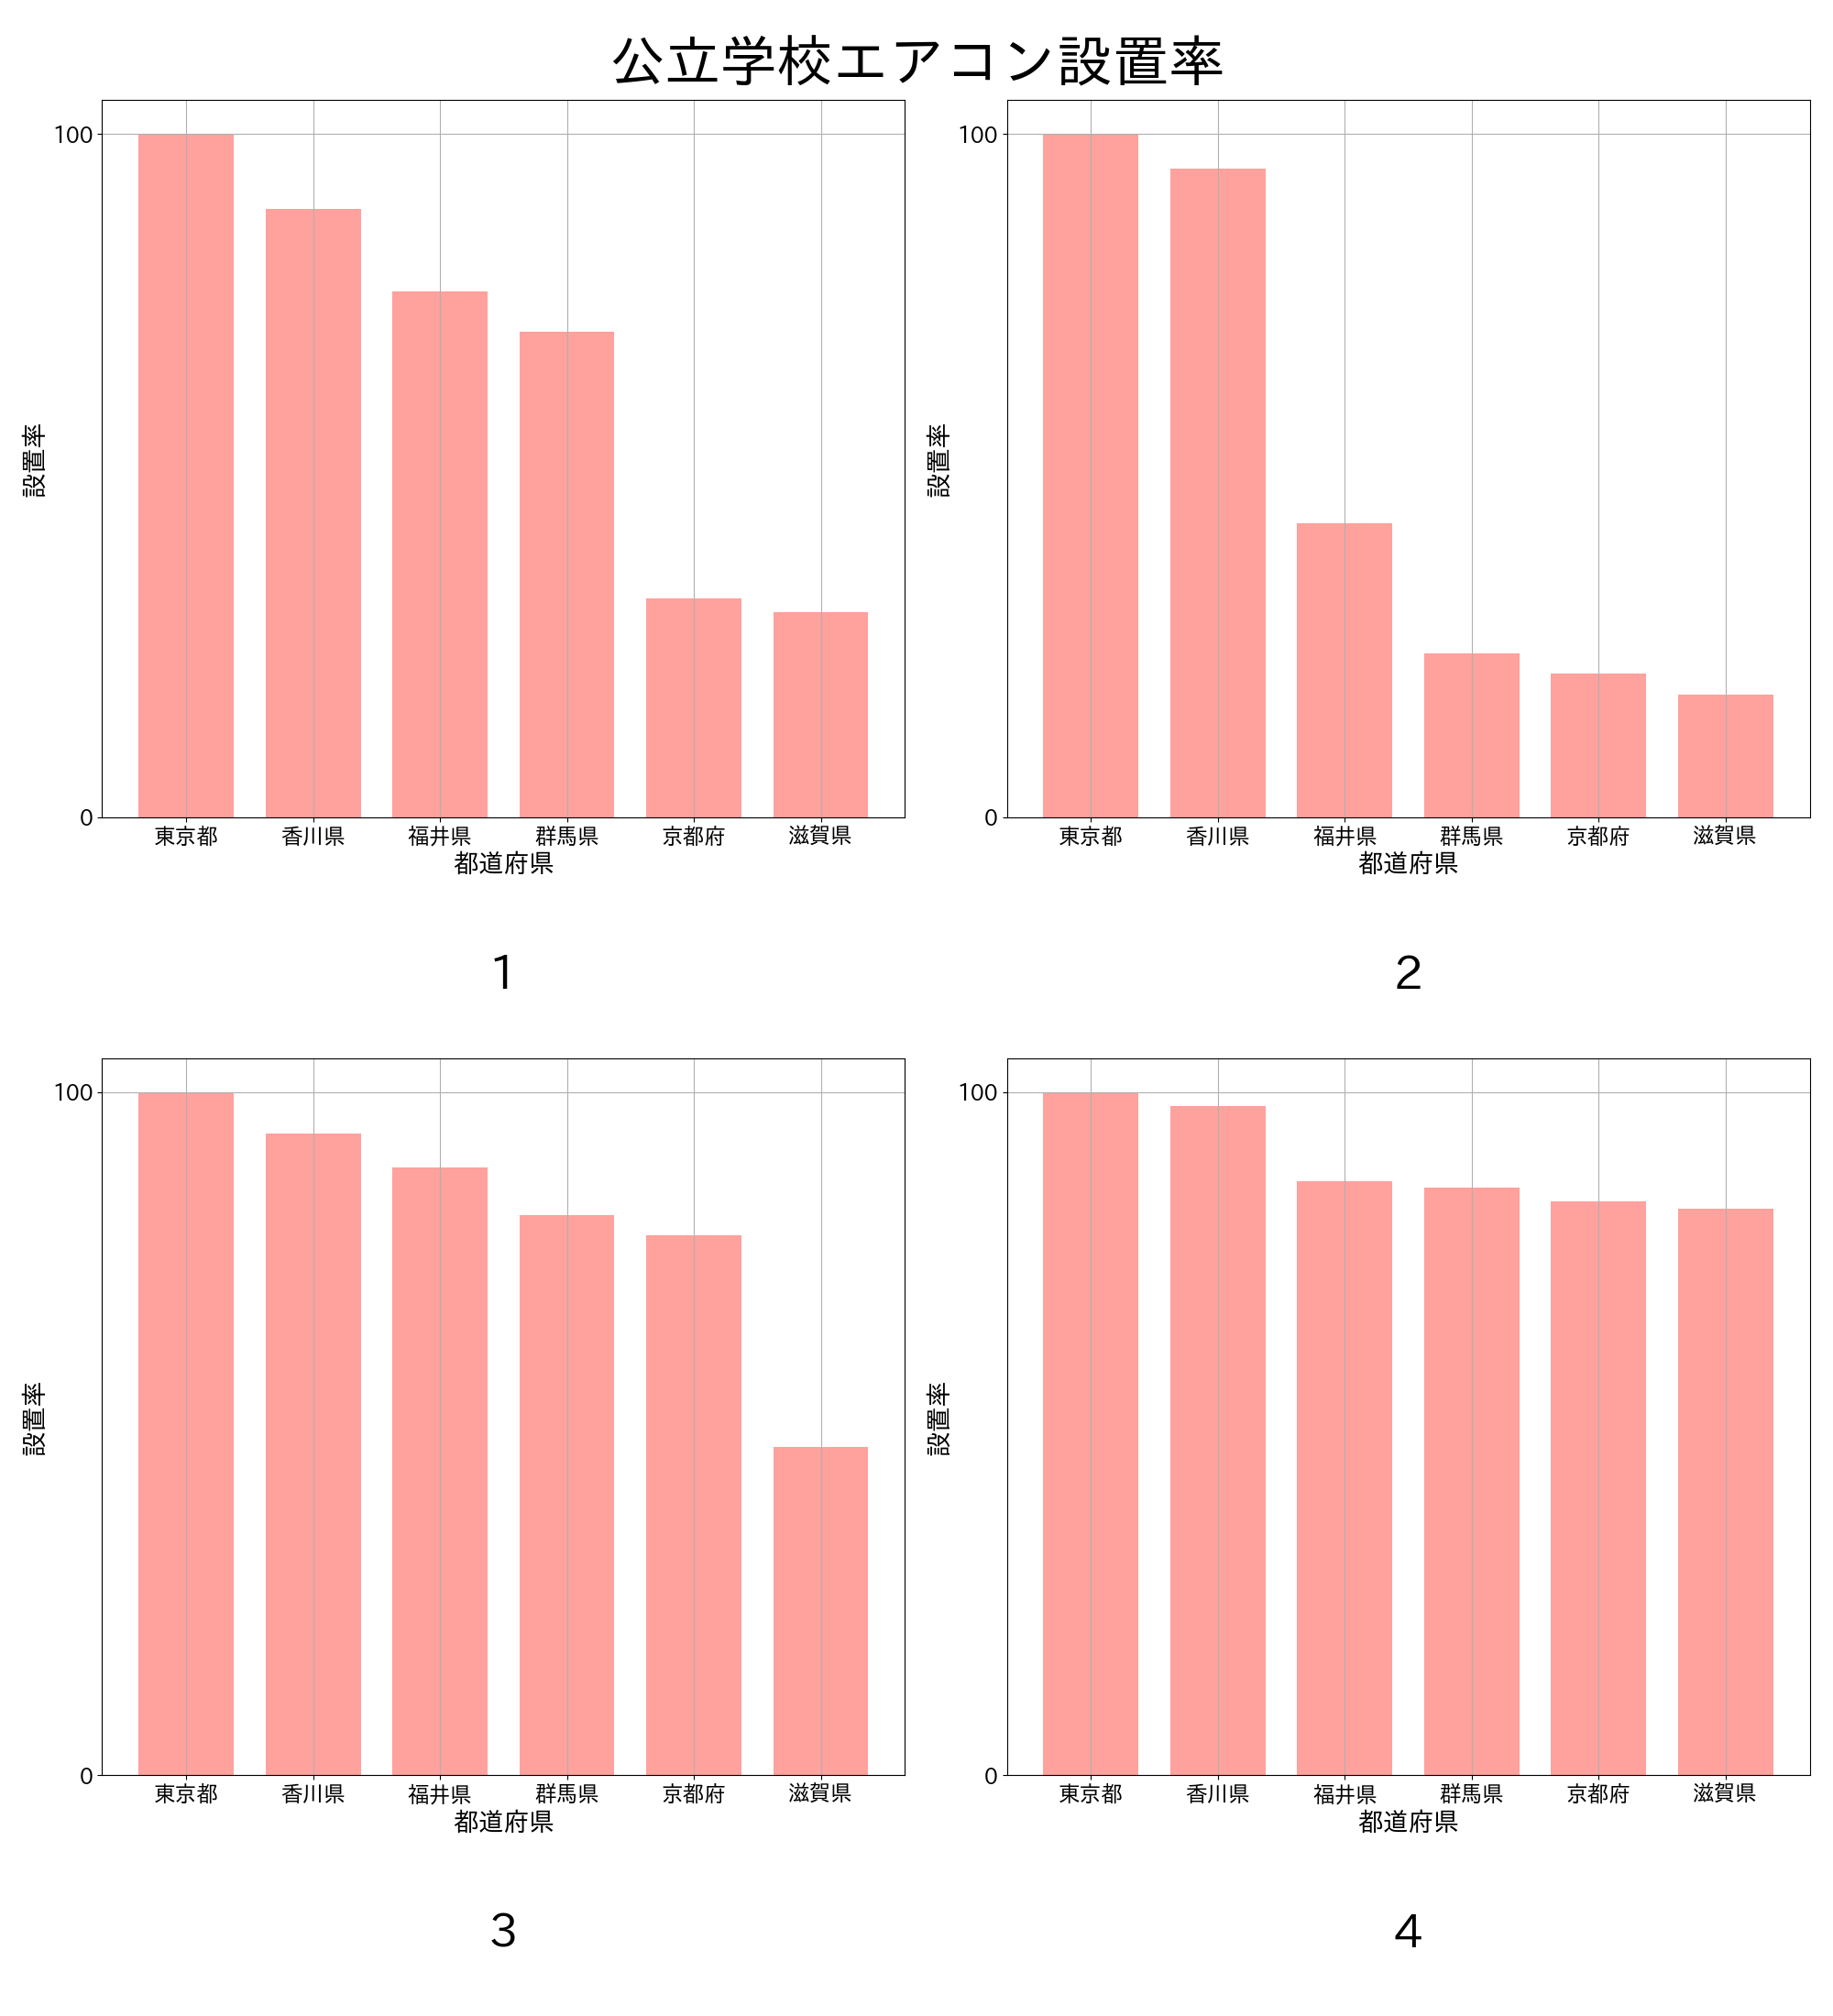 公立学校エアコン設置率
100
設置率
0
東京都 香川県 福井県 群馬県 京都府 滋賀県
都道府県
1
100
設置率
0
東京都 香川県 福井県 群馬県 京都府 滋賀県
都道府県
2
100
設置率
0
東京都 香川県 福井県 群馬県 京都府 滋賀県
都道府県
3
100
設置率
0
東京都 香川県 福井県 群馬県 京都府 滋賀県
都道府県
4